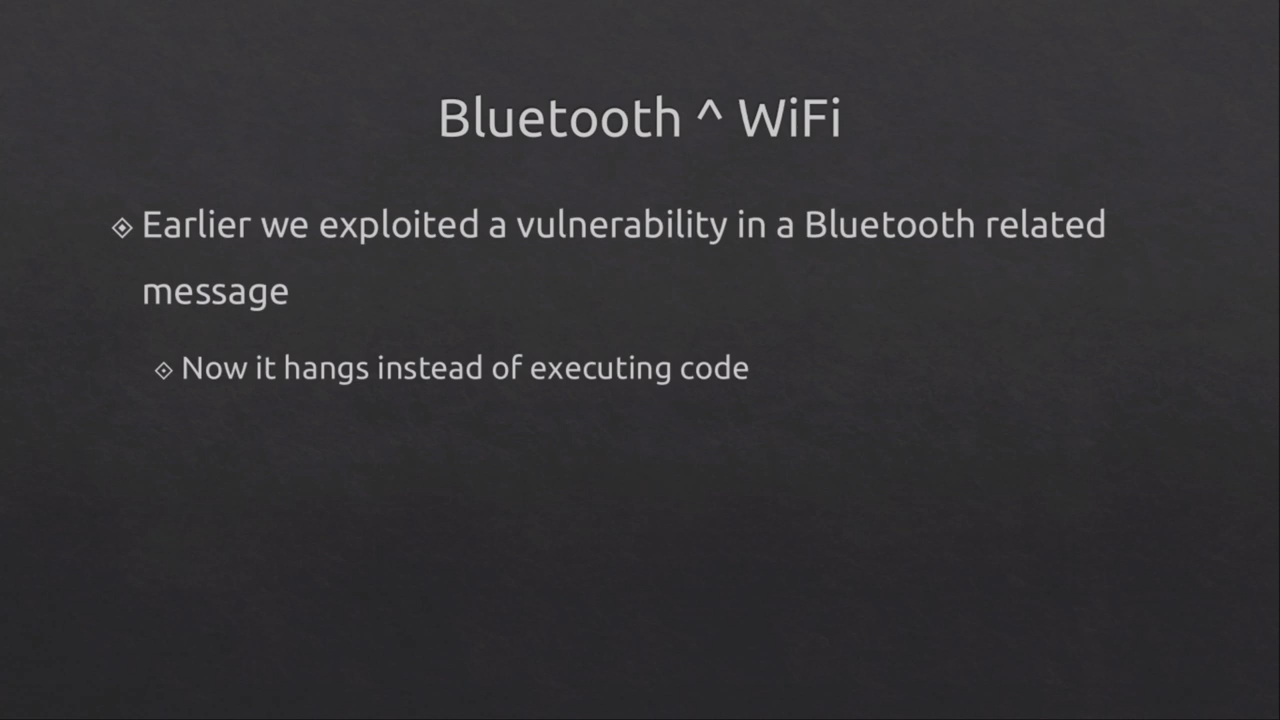 Bluetooth ^ WiFi
Earlier we exploited a vulnerability in a Bluetooth related
message
Now it hangs instead of executing code